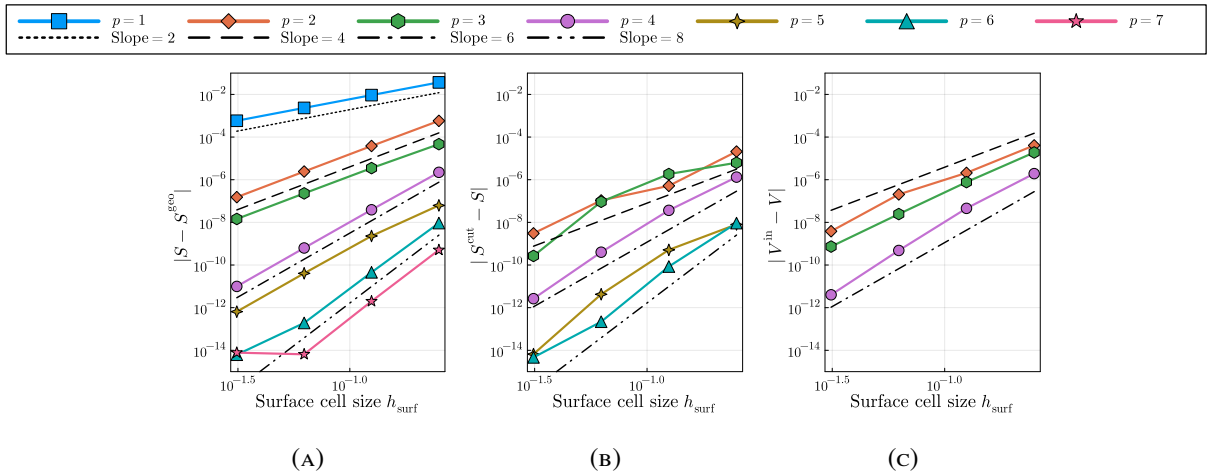 p = 1 p = 2 p = 3 p = 4 p = 5 p = 6 p = 7
Slope = 2 Slope = 4 Slope = 6 Slope = 8
|S − S^geo|
10^−2
10^−4
10^−6
10^−8
10^−10
10^−12
10^−14
10^−1.5 10^−1.0
Surface cell size h_surf
(A)
|S^cut − S|
10^−2
10^−4
10^−6
10^−8
10^−10
10^−12
10^−14
10^−1.5 10^−1.0
Surface cell size h_surf
(B)
|V^in − V|
10^−2
10^−4
10^−6
10^−8
10^−10
10^−12
10^−14
10^−1.5 10^−1.0
Surface cell size h_surf
(C)